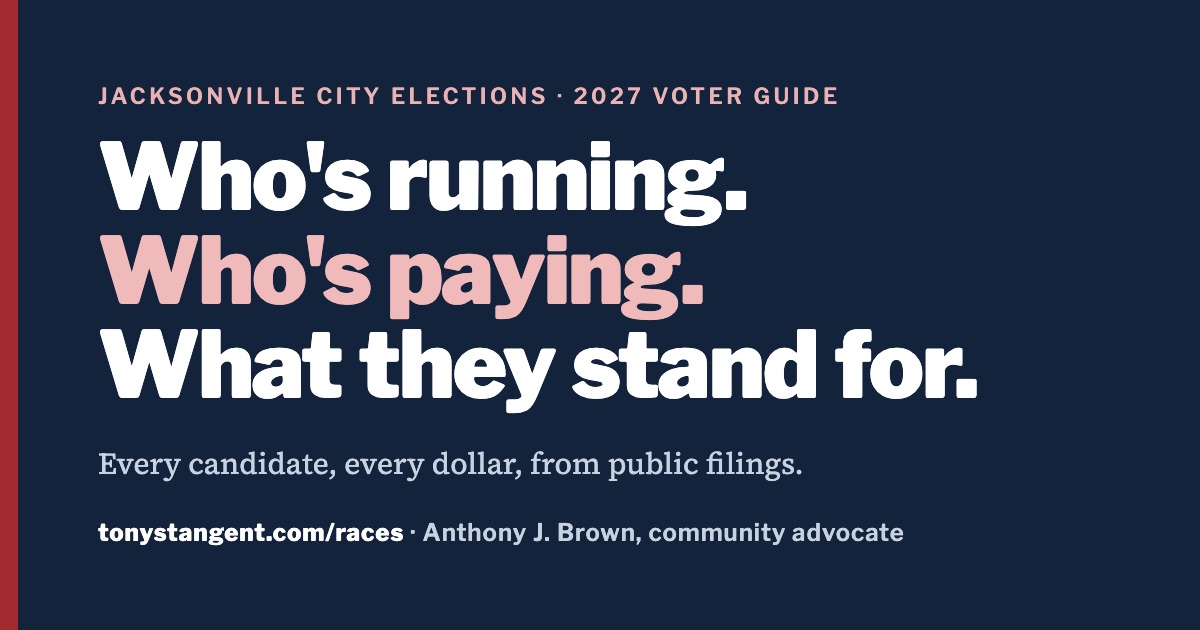 JACKSONVILLE CITY ELECTIONS · 2027 VOTER GUIDE
Who's running.
Who's paying.
What they stand for.
Every candidate, every dollar, from public filings.
tonystangent.com/races · Anthony J. Brown, community advocate